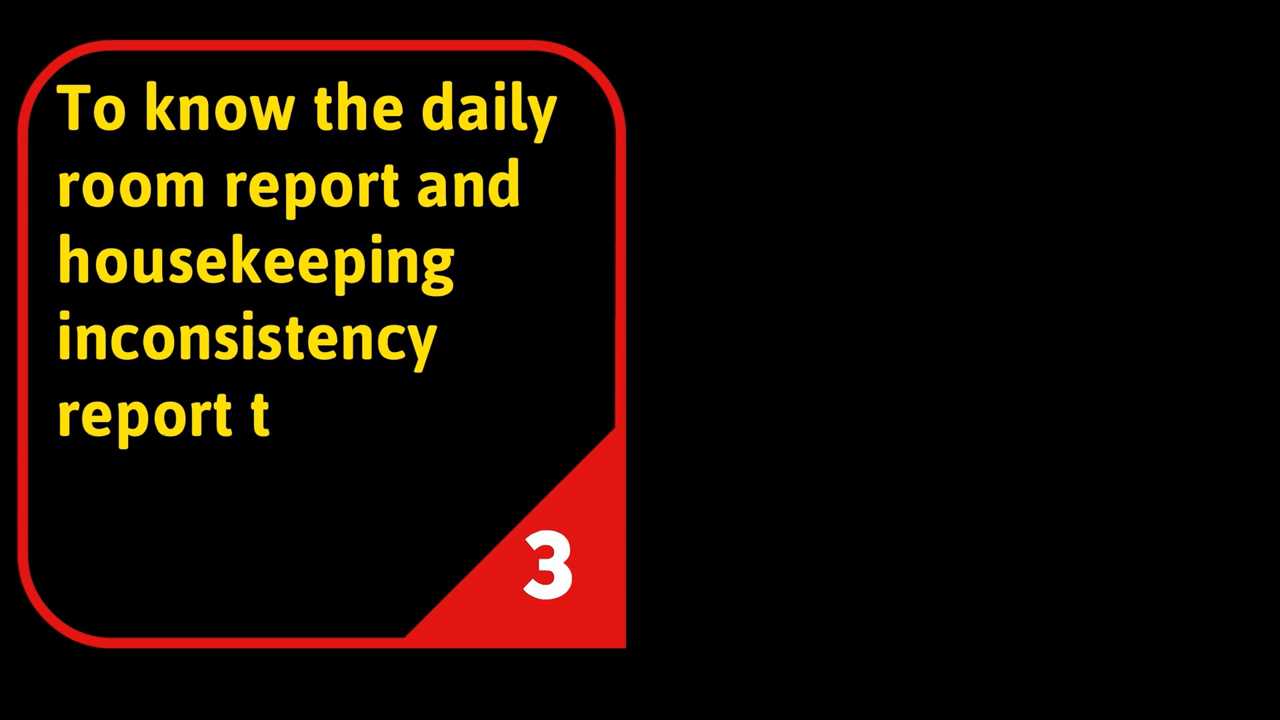 To know the daily
room report and
housekeeping
inconsistency
report t
3